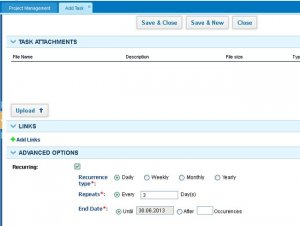 Project Management Add Task
Save & Close Save & New Close
TASK ATTACHMENTS
File Name Description File size
Upload
LINKS
Add Links
ADVANCED OPTIONS
Recurring:
Recurrence type*: Daily Weekly Monthly Yearly
Repeats*: Every 3 Day(s)
End Date*: Until 30.06.2013 After Occurences